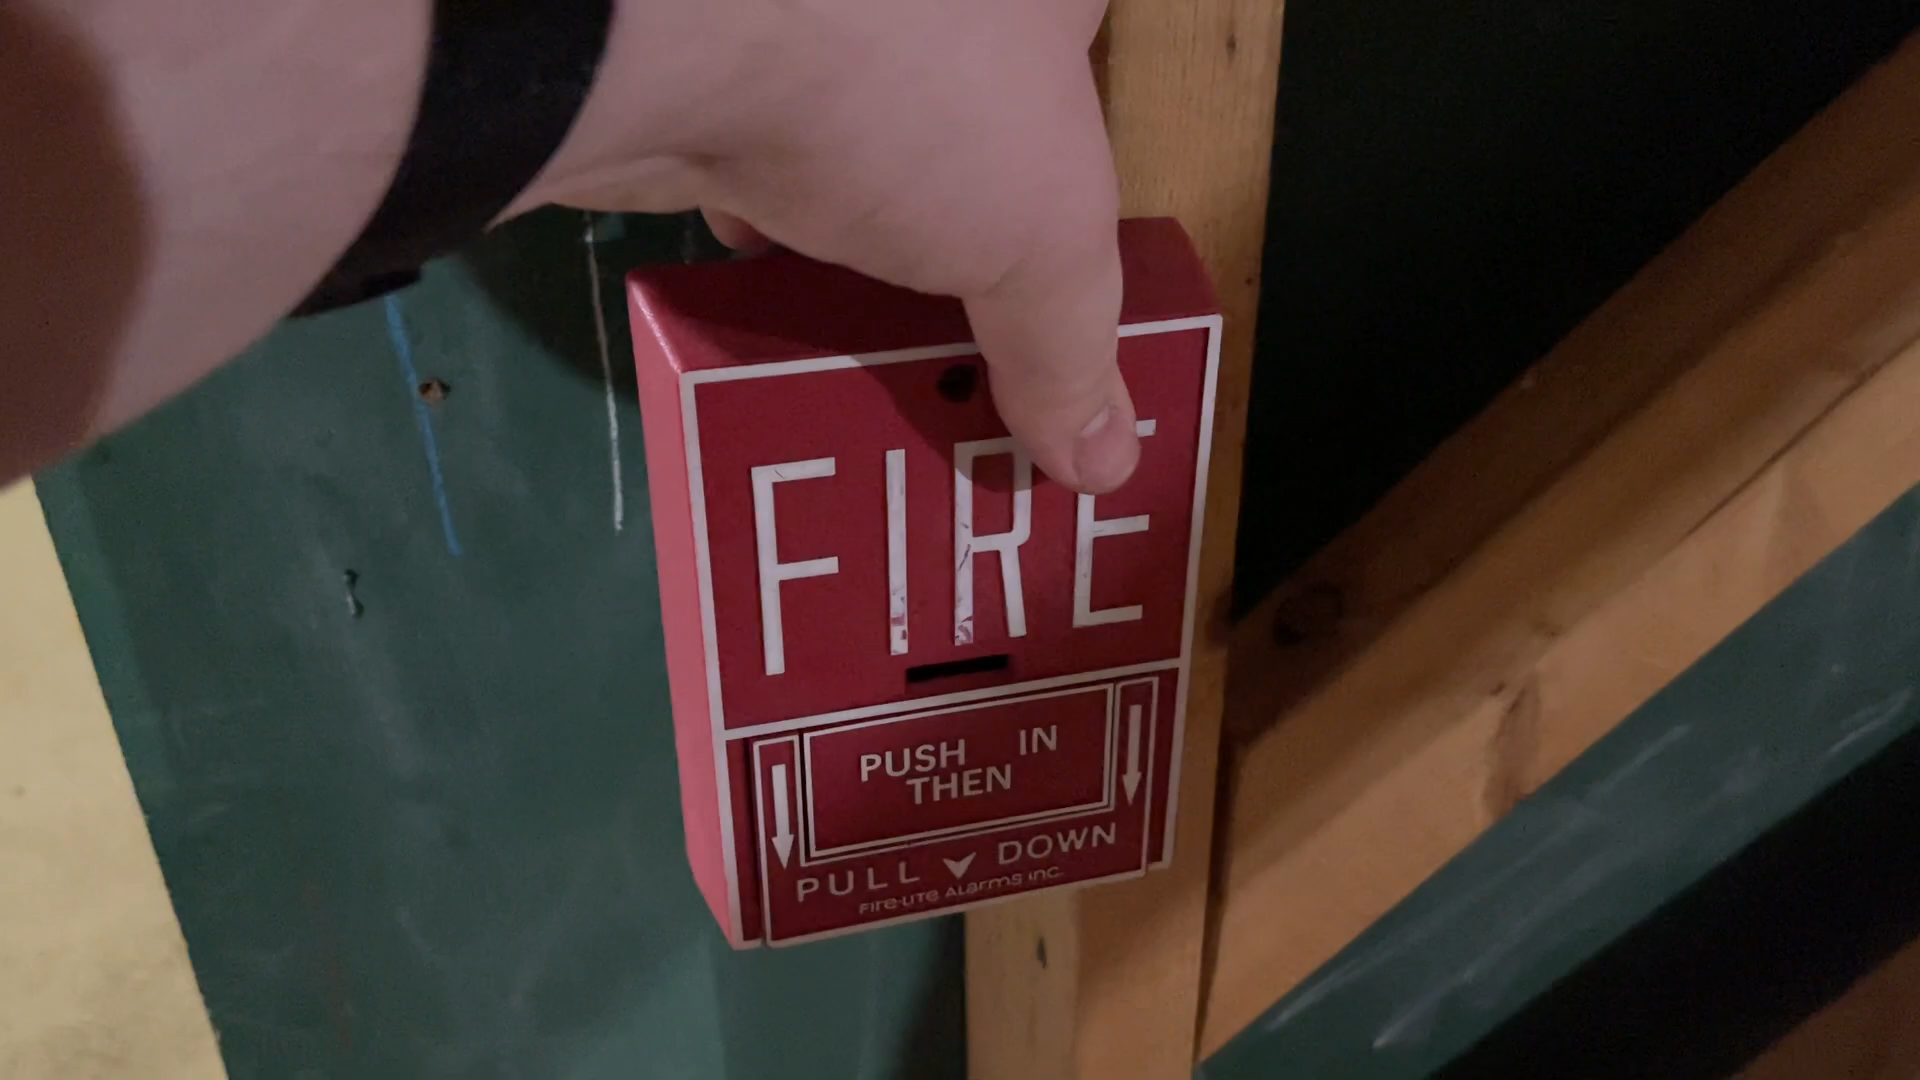 FIRE
PUSH IN
THEN
PULL DOWN
FIRE-LITE ALARMS INC.